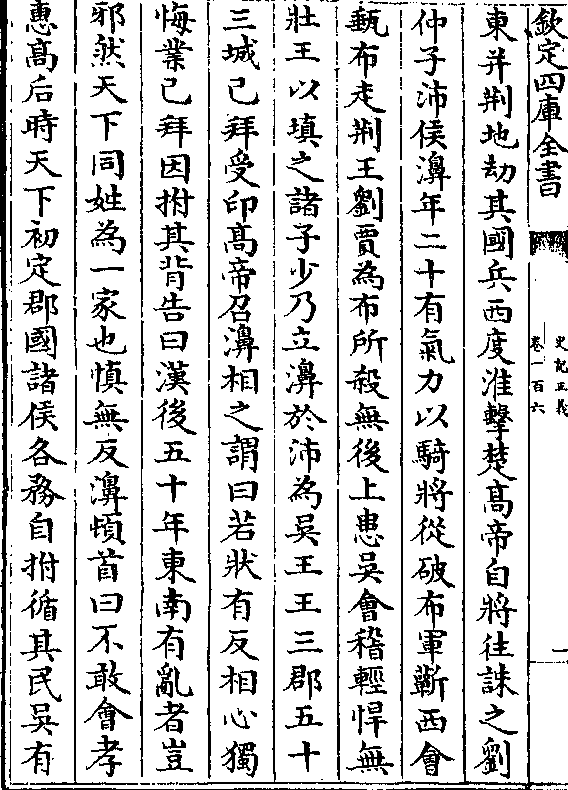 欽定四庫全書
史記正義
卷一百六
一
東并荆地劫其國兵西度淮擊楚髙帝自將往誅之劉
仲子沛侯濞年二十有氣力以騎將從破布軍蘄西會
甀布走荆王劉賈為布所殺無後上患吳會稽輕悍無
壯王以填之諸子少乃立濞於沛為吳王王三郡五十
三城已拜受印髙帝召濞相之謂曰若狀有反相心獨
悔業已拜因拊其背告曰漢後五十年東南有亂者豈
邪然天下同姓為一家也慎無反濞頓首曰不敢會孝
惠髙后時天下初定郡國諸侯各務自拊循其民吳有